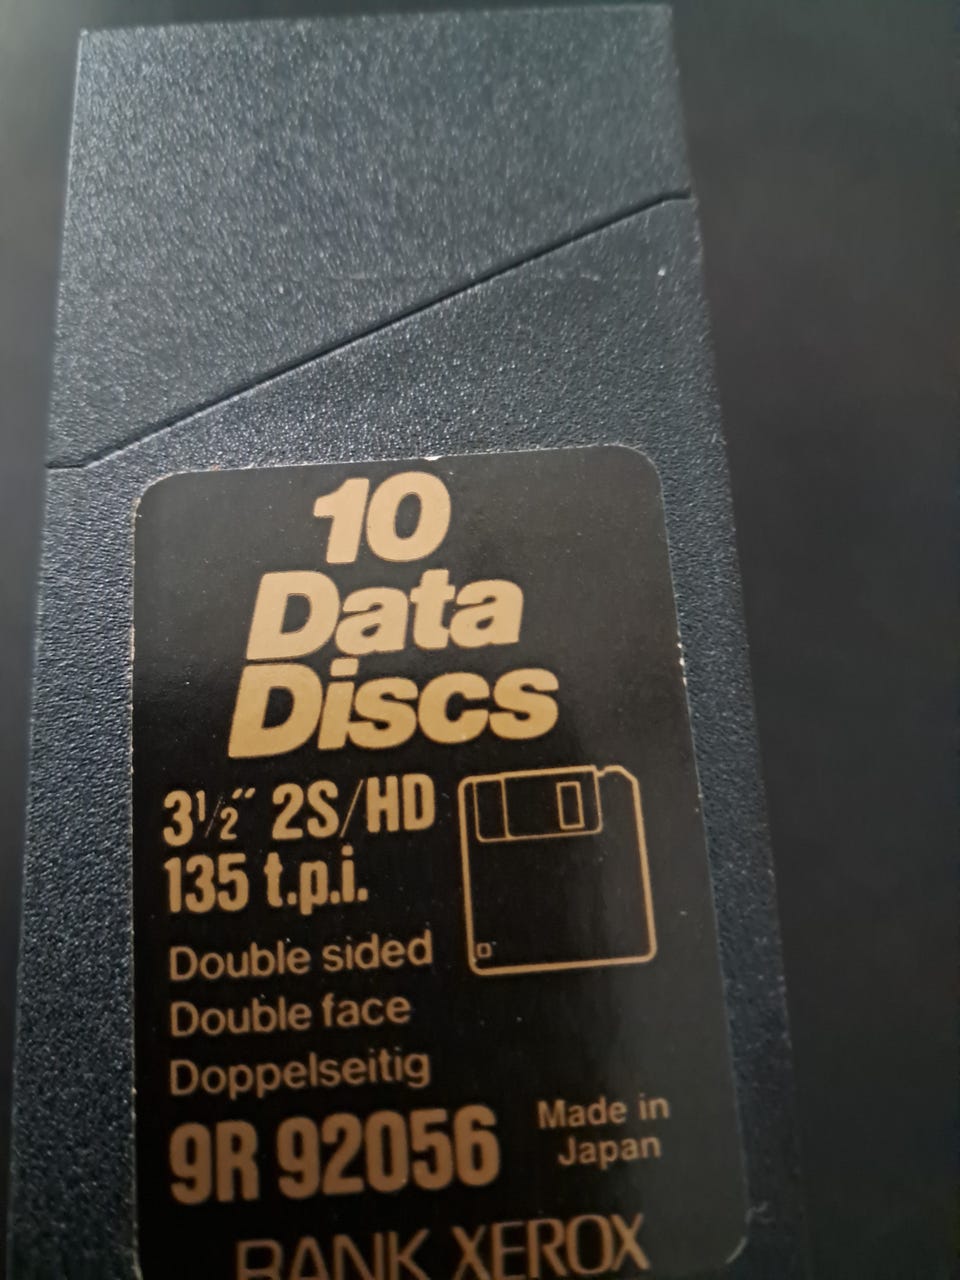 10
Data
Discs
3½" 2S/HD
135 t.p.i.
Double sided
Double face
Doppelseitig
9R 92056
Made in
Japan
RANK XEROX